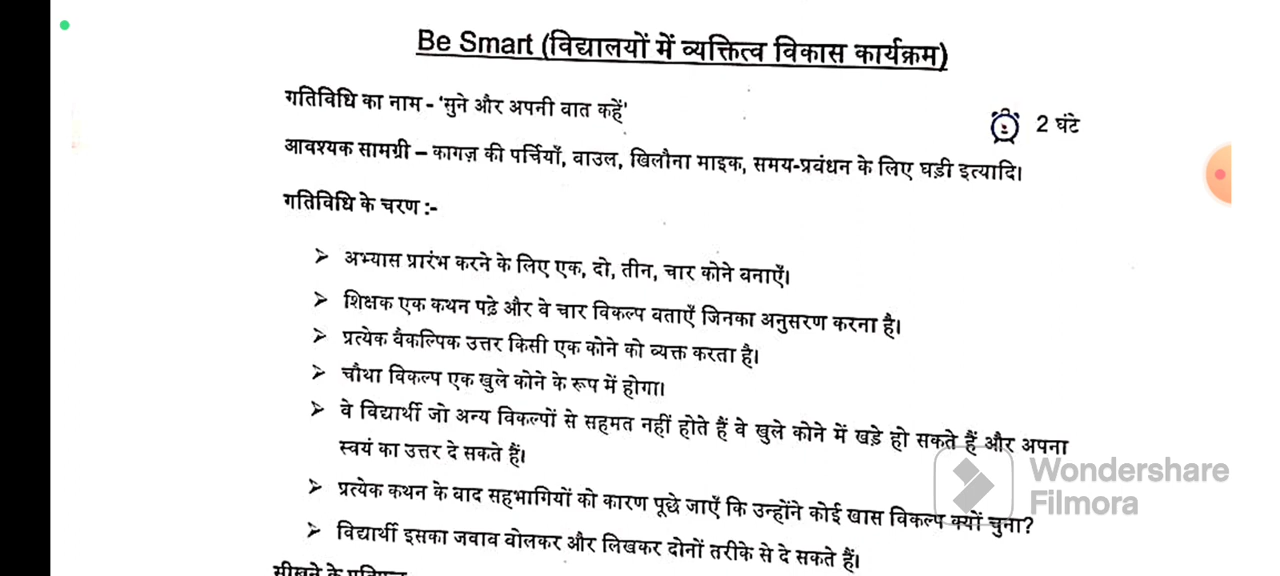 Be Smart (विद्यालयों में व्यक्तित्व विकास कार्यक्रम)
गतिविधि का नाम - 'सुने और अपनी बात कहें'
2 घंटे
आवश्यक सामग्री – कागज़ की पर्चियाँ, बाउल, खिलौना माइक, समय-प्रबंधन के लिए घड़ी इत्यादि।
गतिविधि के चरण :-
➢ अभ्यास प्रारंभ करने के लिए एक, दो, तीन, चार कोने बनाएँ।
➢ शिक्षक एक कथन पढ़े और वे चार विकल्प बताएँ जिनका अनुसरण करना है।
➢ प्रत्येक वैकल्पिक उत्तर किसी एक कोने को व्यक्त करता है।
➢ चौथा विकल्प एक खुले कोने के रूप में होगा।
➢ वे विद्यार्थी जो अन्य विकल्पों से सहमत नहीं होते हैं वे खुले कोने में खड़े हो सकते हैं और अपना
स्वयं का उत्तर दे सकते हैं।
➢ प्रत्येक कथन के बाद सहभागियों को कारण पूछे जाएँ कि उन्होंने कोई खास विकल्प क्यों चुना?
➢ विद्यार्थी इसका जवाब बोलकर और लिखकर दोनों तरीके से दे सकते हैं।
सीखने के
Wondershare
Filmora